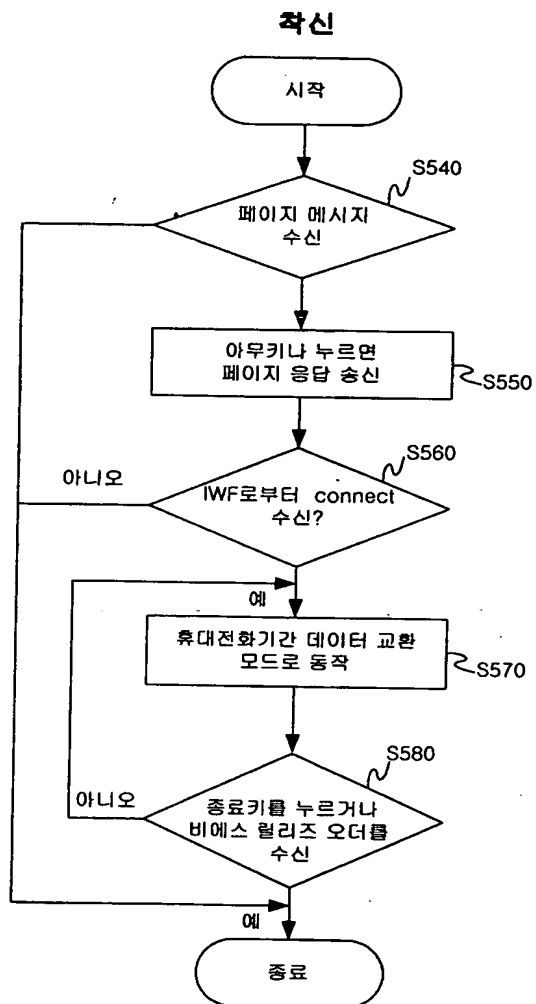 착신
시작
S540
페이지 메시지
수신
아무키나 누르면
페이지 응답 송신
S550
S560
아니오
IWF로부터 connect
수신?
예
휴대전화기간 데이터 교환
모드로 동작
S570
S580
아니오
종료키를 누르거나
비에스 릴리즈 오더를
수신
예
종료